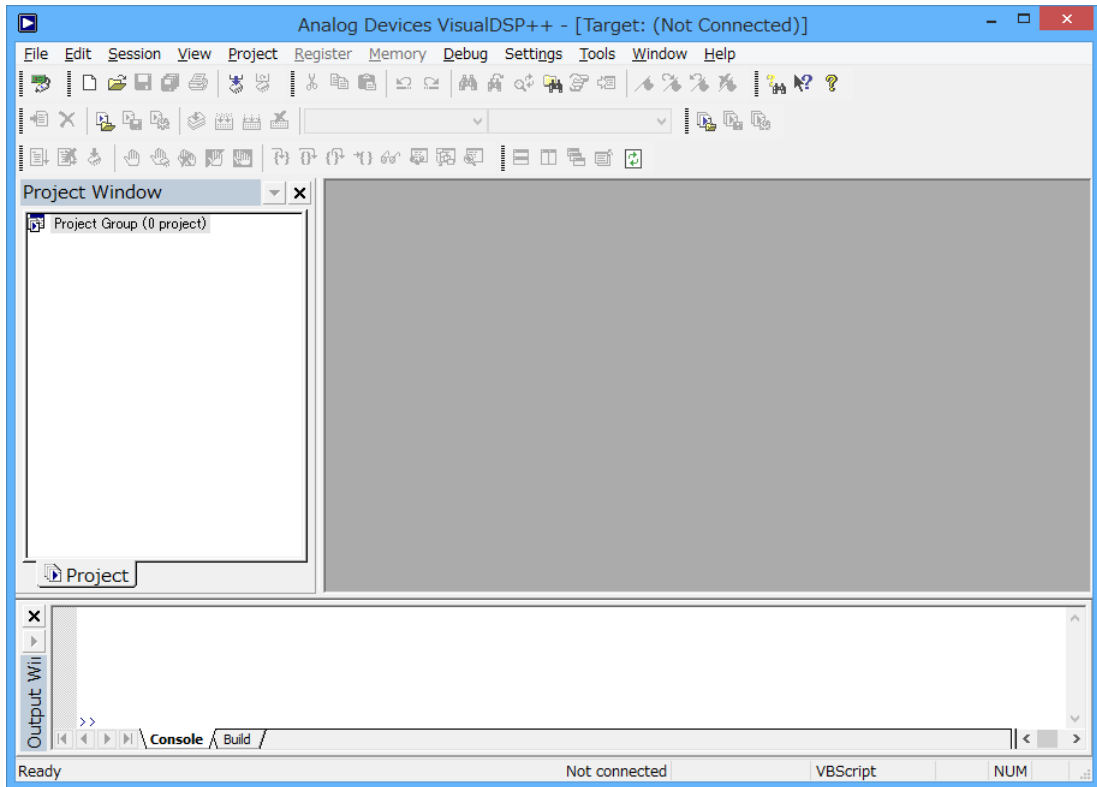 Analog Devices VisualDSP++ - [Target: (Not Connected)]
File Edit Session View Project Register Memory Debug Settings Tools Window Help
Project Window
Project Group (0 project)
Project
Output Wi
>>
Console Build
Ready Not connected VBScript NUM